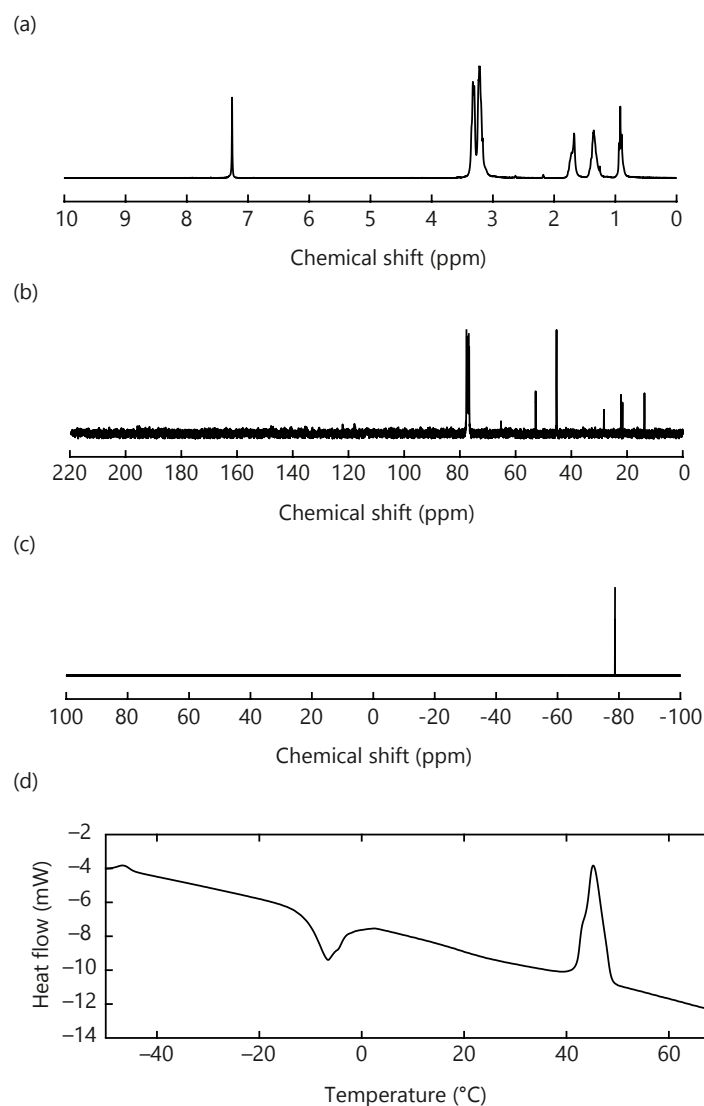 (a)
10 9 8 7 6 5 4 3 2 1 0
Chemical shift (ppm)
(b)
220 200 180 160 140 120 100 80 60 40 20 0
Chemical shift (ppm)
(c)
100 80 60 40 20 0 -20 -40 -60 -80 -100
Chemical shift (ppm)
(d)
Heat flow (mW)
−2
−4
−6
−8
−10
−12
−14
−40 −20 0 20 40 60
Temperature (°C)